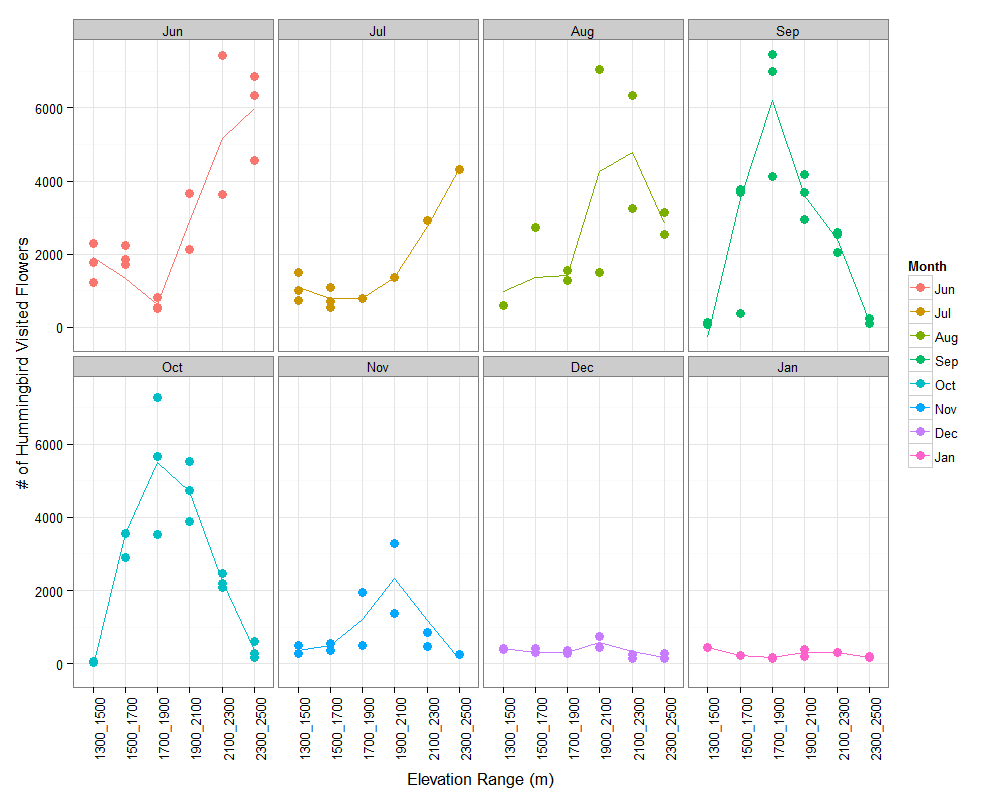 Jun
Jul
Aug
Sep
6000
4000
2000
0
Oct
Nov
Dec
Jan
6000
4000
2000
0
1300_1500
1500_1700
1700_1900
1900_2100
2100_2300
2300_2500
1300_1500
1500_1700
1700_1900
1900_2100
2100_2300
2300_2500
1300_1500
1500_1700
1700_1900
1900_2100
2100_2300
2300_2500
1300_1500
1500_1700
1700_1900
1900_2100
2100_2300
2300_2500
Elevation Range (m)
# of Hummingbird Visited Flowers
Month
Jun
Jul
Aug
Sep
Oct
Nov
Dec
Jan